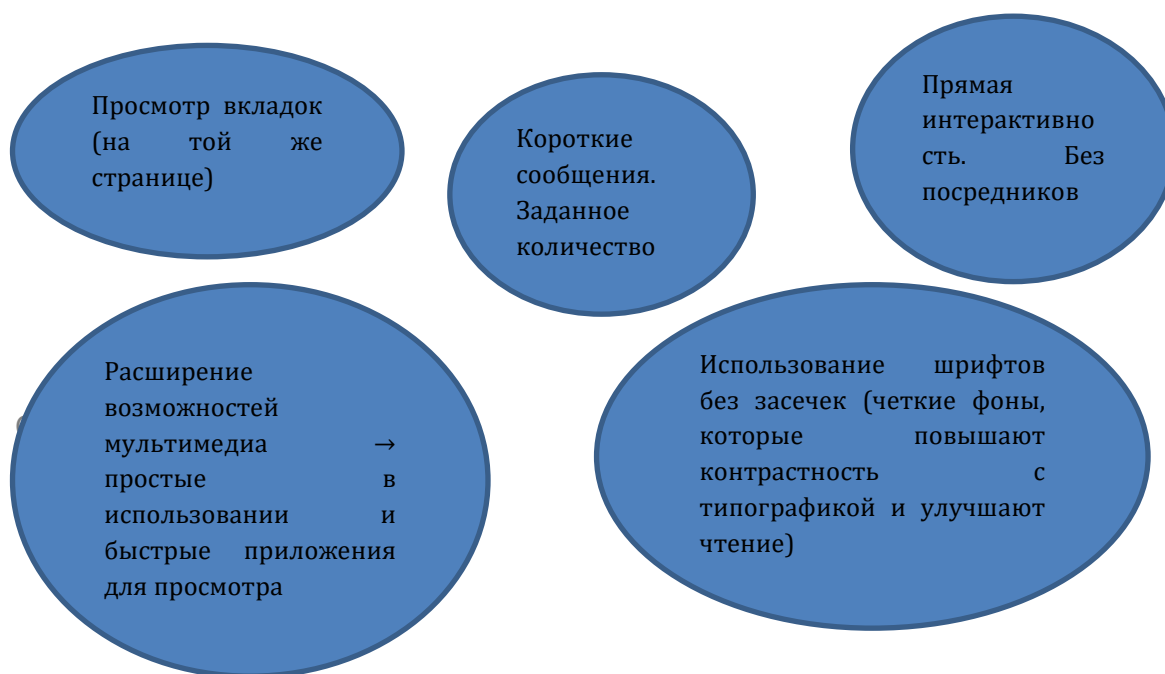 Просмотр вкладок
(на той же
странице)
Короткие
сообщения.
Заданное
количество
Прямая
интерактивно
сть. Без
посредников
Расширение
возможностей
мультимедиа →
простые в
использовании и
быстрые приложения
для просмотра
Использование шрифтов
без засечек (четкие фоны,
которые повышают
контрастность с
типографикой и улучшают
чтение)